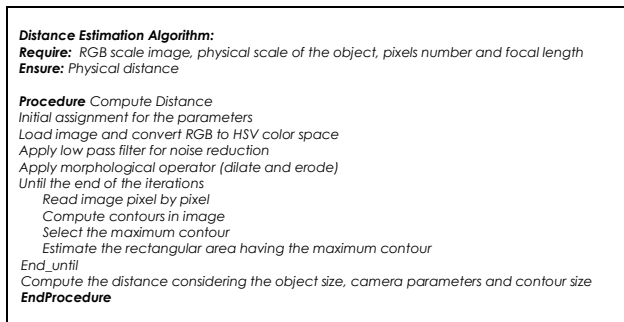 Distance Estimation Algorithm:
Require: RGB scale image, physical scale of the object, pixels number and focal length
Ensure: Physical distance
Procedure Compute Distance
Initial assignment for the parameters
Load image and convert RGB to HSV color space
Apply low pass filter for noise reduction
Apply morphological operator (dilate and erode)
Until the end of the iterations
Read image pixel by pixel
Compute contours in image
Select the maximum contour
Estimate the rectangular area having the maximum contour
End_until
Compute the distance considering the object size, camera parameters and contour size
EndProcedure